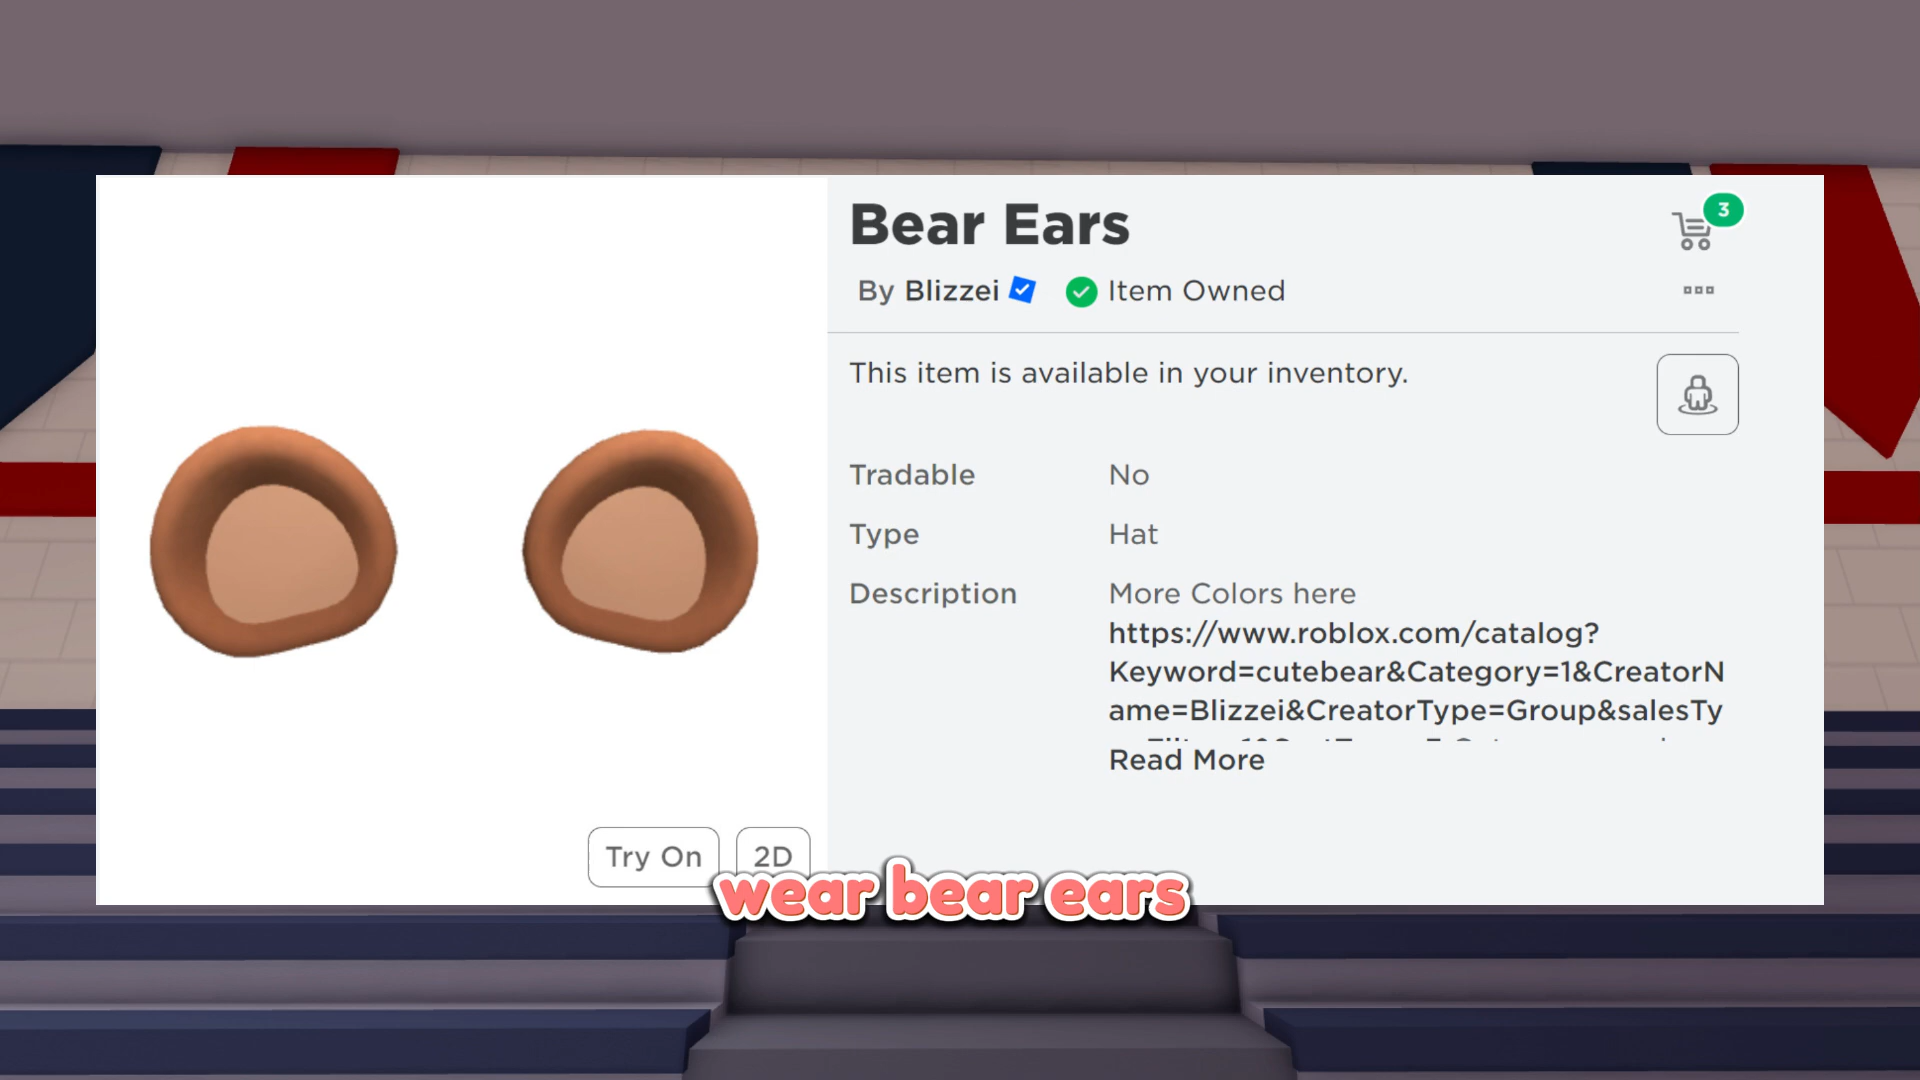 Bear Ears
3
By Blizzei Item Owned
This item is available in your inventory.
Tradable No
Type Hat
Description More Colors here
https://www.roblox.com/catalog?
Keyword=cutebear&Category=1&CreatorN
ame=Blizzei&CreatorType=Group&salesTy
Read More
Try On 2D
wear bear ears